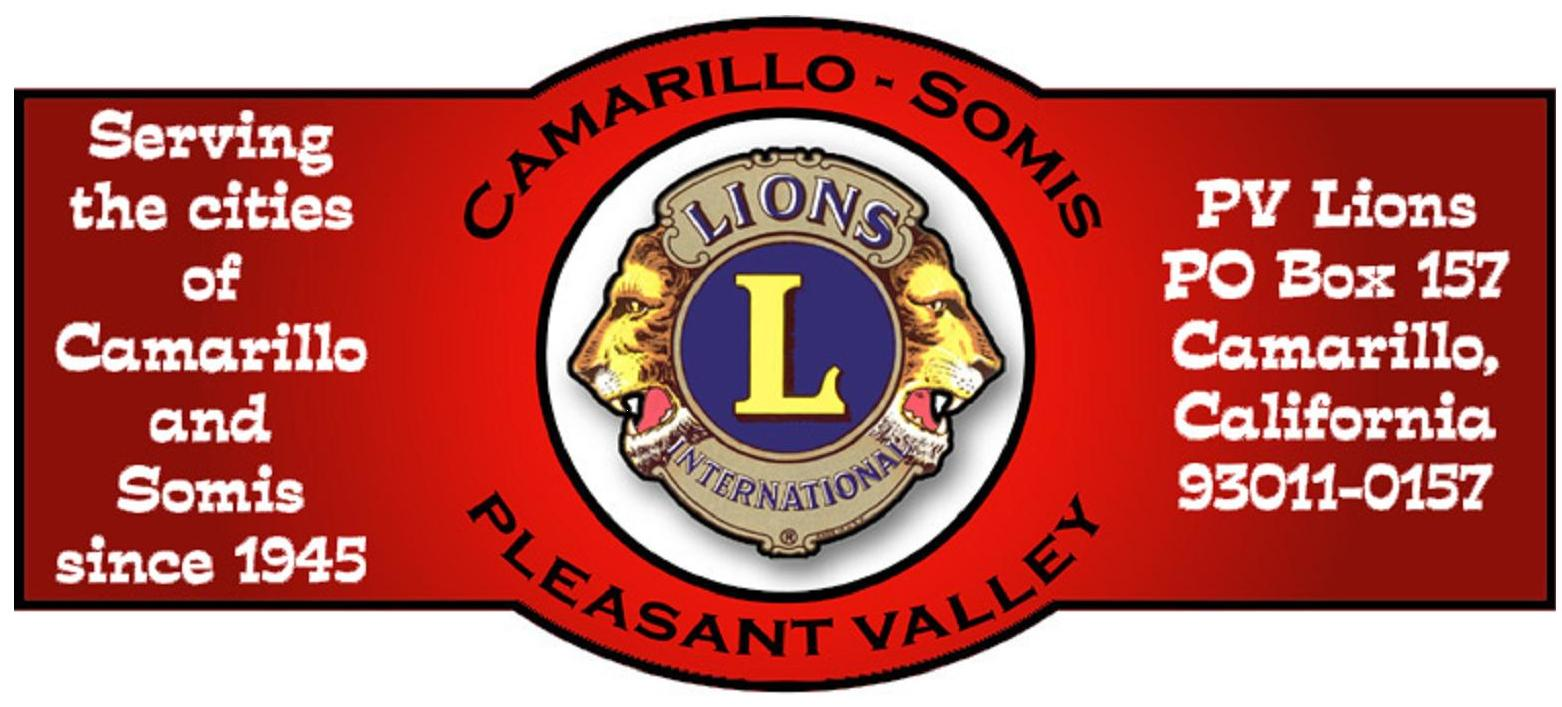 Serving
the cities
of
Camarillo
and
Somis
since 1945
CAMARILLO - SOMIS
LIONS
L
INTERNATIONAL
®
PLEASANT VALLEY
PV Lions
PO Box 157
Camarillo,
California
93011-0157